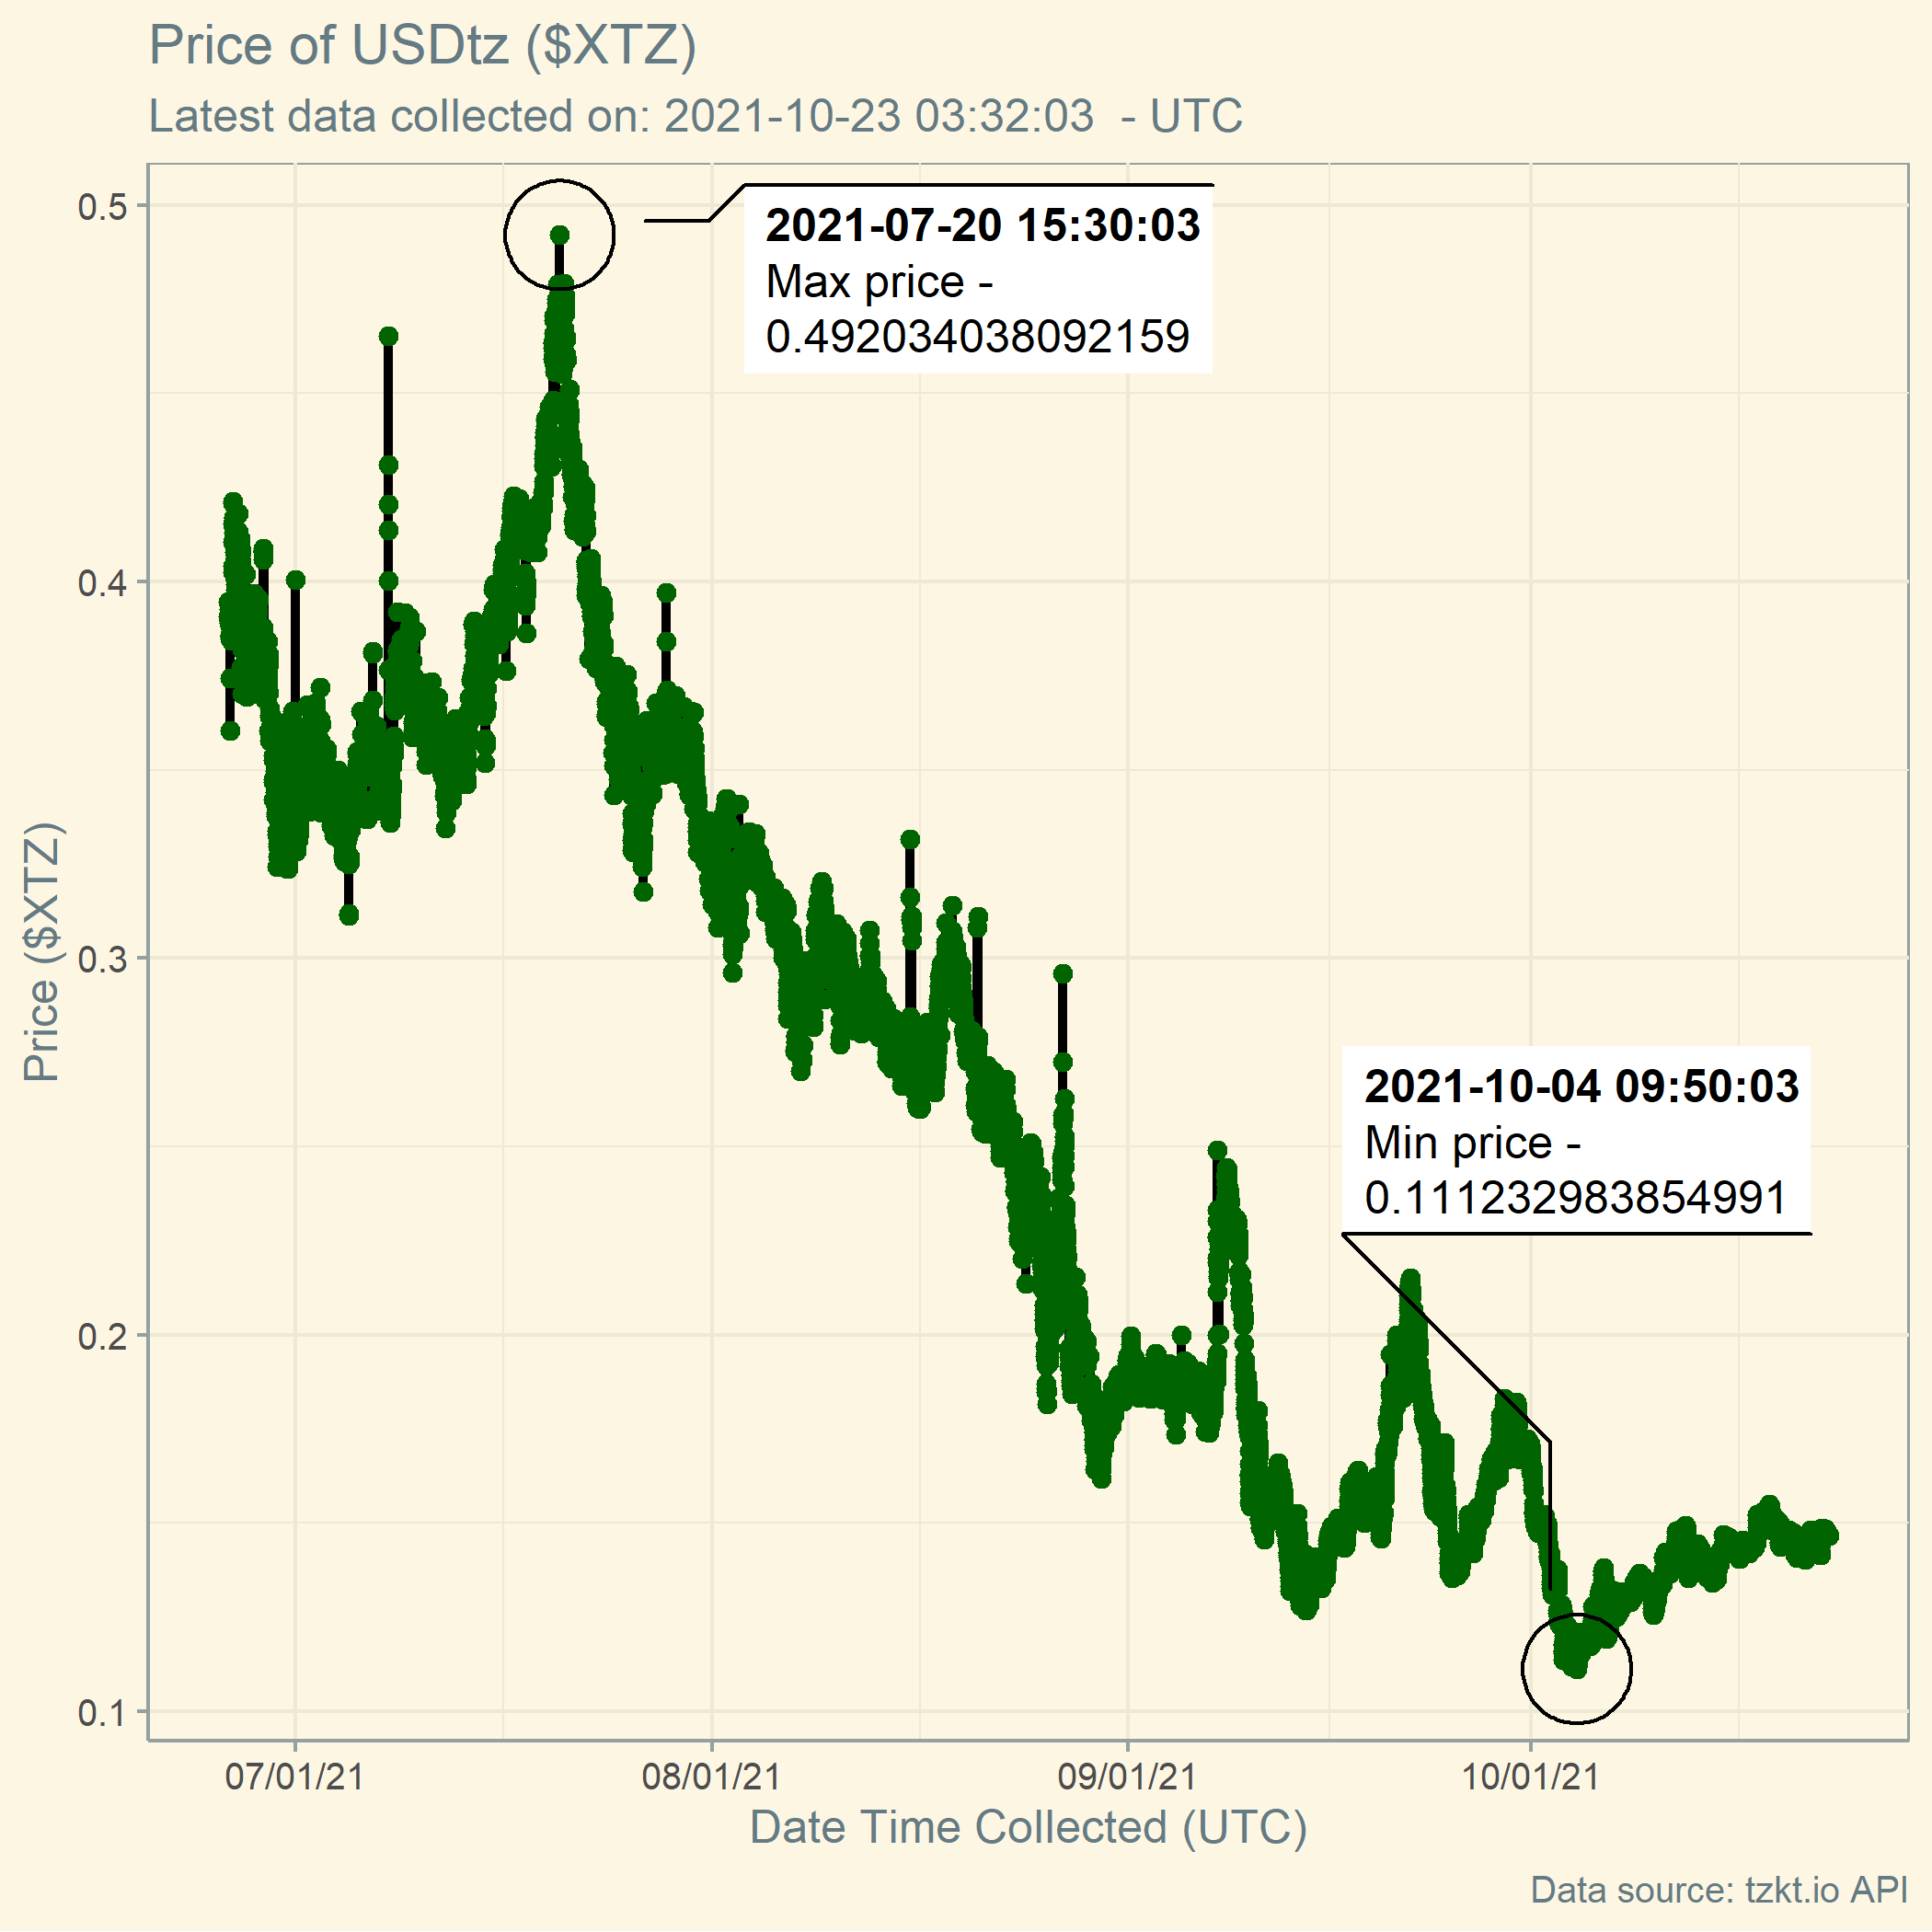 Price of USDtz ($XTZ)
Latest data collected on: 2021-10-23 03:32:03  - UTC
0.5
0.4
0.3
0.2
0.1
Price ($XTZ)
2021-07-20 15:30:03
Max price -
0.492034038092159
2021-10-04 09:50:03
Min price -
0.111232983854991
07/01/21
08/01/21
09/01/21
10/01/21
Date Time Collected (UTC)
Data source: tzkt.io API